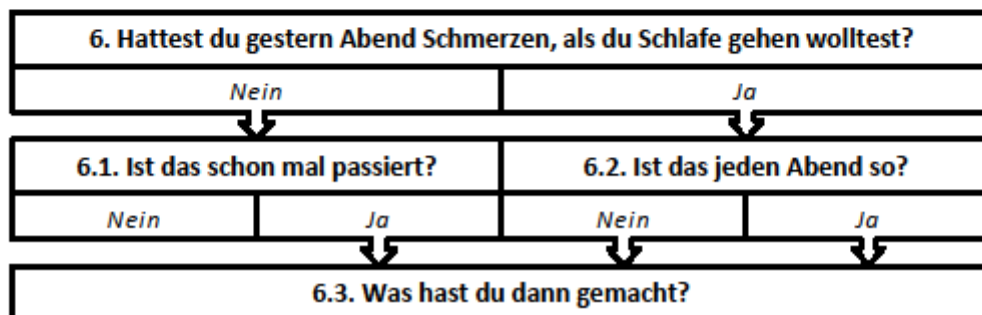 6. Hattest du gestern Abend Schmerzen, als du Schlafe gehen wolltest?
Nein Ja
6.1. Ist das schon mal passiert? 6.2. Ist das jeden Abend so?
Nein Ja Nein Ja
6.3. Was hast du dann gemacht?